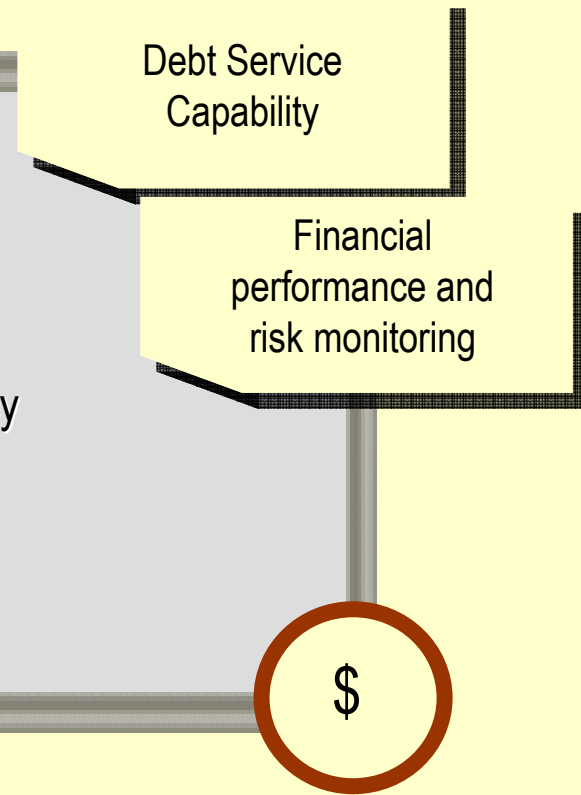 Debt Service
Capability
Financial
performance and
risk monitoring
y
$